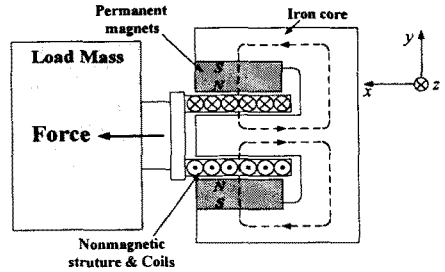 Permanent
magnets
Iron core
Load Mass
S
N
y
x
z
Force
N
S
Nonmagnetic
struture & Coils